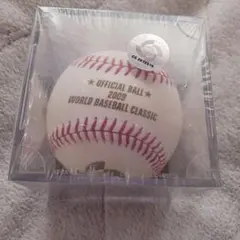 ★ OFFICIAL BALL ★
2009
WORLD BASEBALL CLASSIC